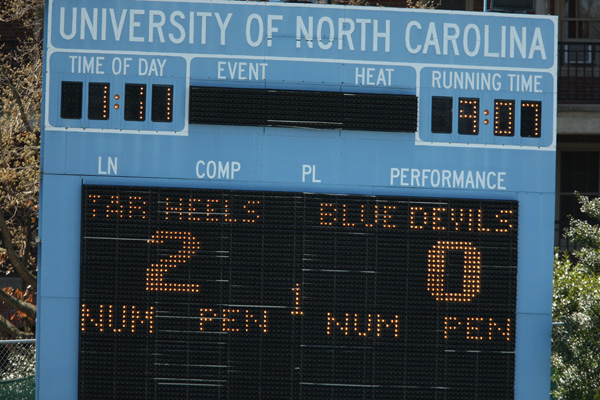 UNIVERSITY OF NORTH CAROLINA
TIME OF DAY EVENT HEAT RUNNING TIME
1:11 9:07
LN COMP PL PERFORMANCE
TAR HEELS BLUE DEVILS
2 1 0
NUM PEN NUM PEN